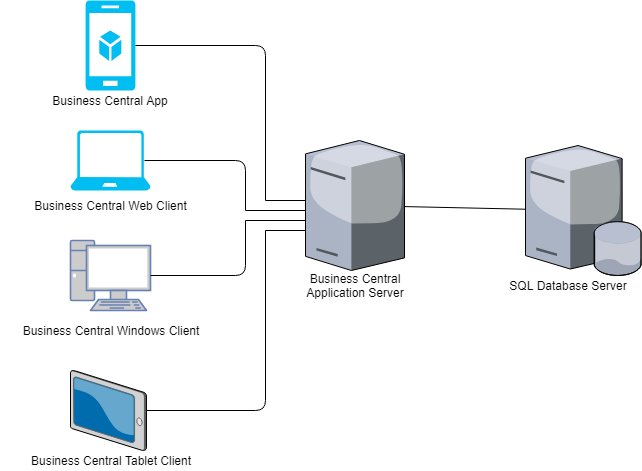 Business Central App
Business Central Web Client
Business Central Windows Client
Business Central Tablet Client
Business Central
Application Server
SQL Database Server